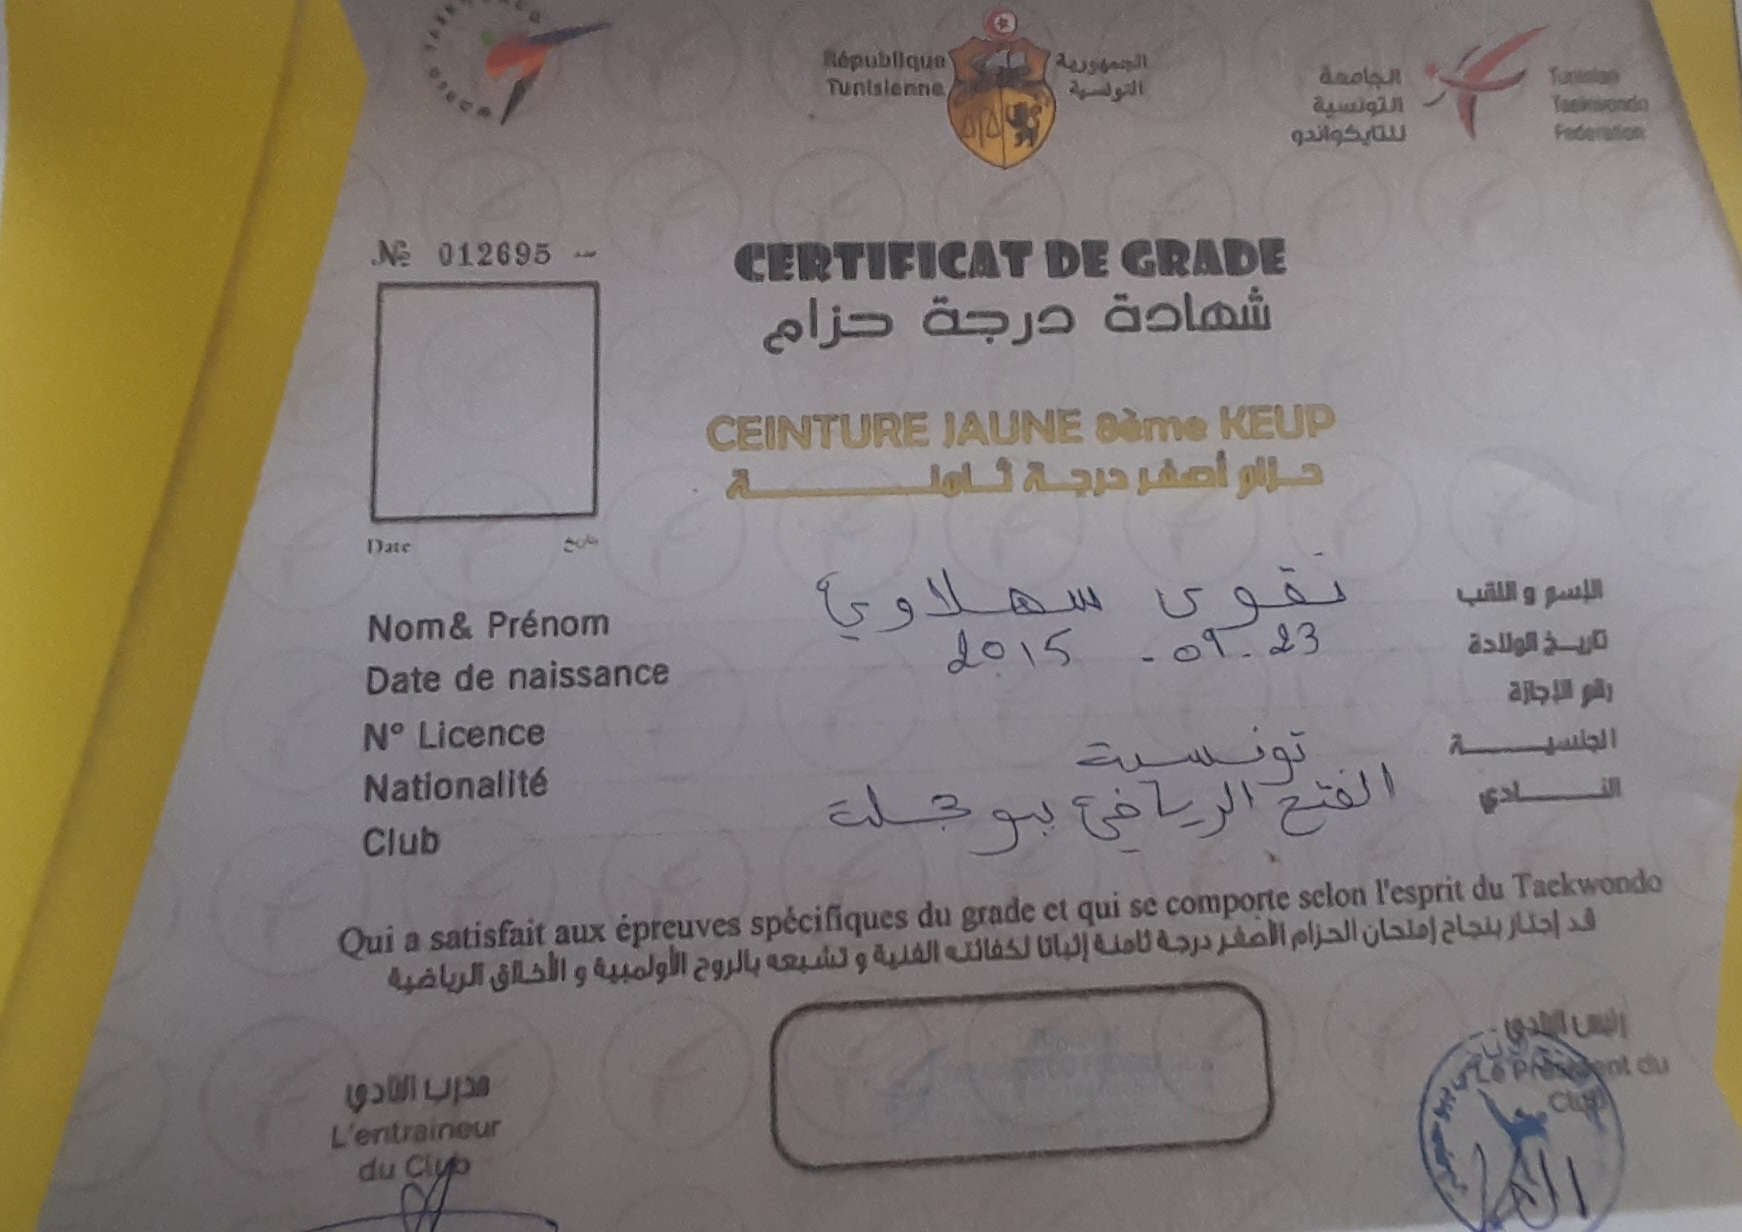 TAEKWONDO
WORLD
République
Tunisienne
الجمهورية
التونسية
الجامعة
التونسية
للتايكواندو
Tunisian
Taekwondo
Federation
№ 012695 عدد
CERTIFICAT DE GRADE
شهادة درجة حزام
CEINTURE JAUNE 8ème KEUP
حزام أصفر درجة ثامنة
Date تاريخ
Nom& Prénom تقوى سهلاوي الإسم و اللقب
Date de naissance 2015 - 09 - 23 تاريخ الولادة
N° Licence رقم الإجازة
Nationalité تونسية الجنسية
Club الفتح الرياضي ببوحجلة النادي
Qui a satisfait aux épreuves spécifiques du grade et qui se comporte selon l'esprit du Taekwondo
قد إجتاز بنجاح إمتحان الحزام الأصفر درجة ثامنة إثباتا لكفائته الفنية و تشبعه بالروح الأولمبية و الأخلاق الرياضية
مدرب النادي
L'entraineur
du Club
رئيس النادي
Le Président du
Club